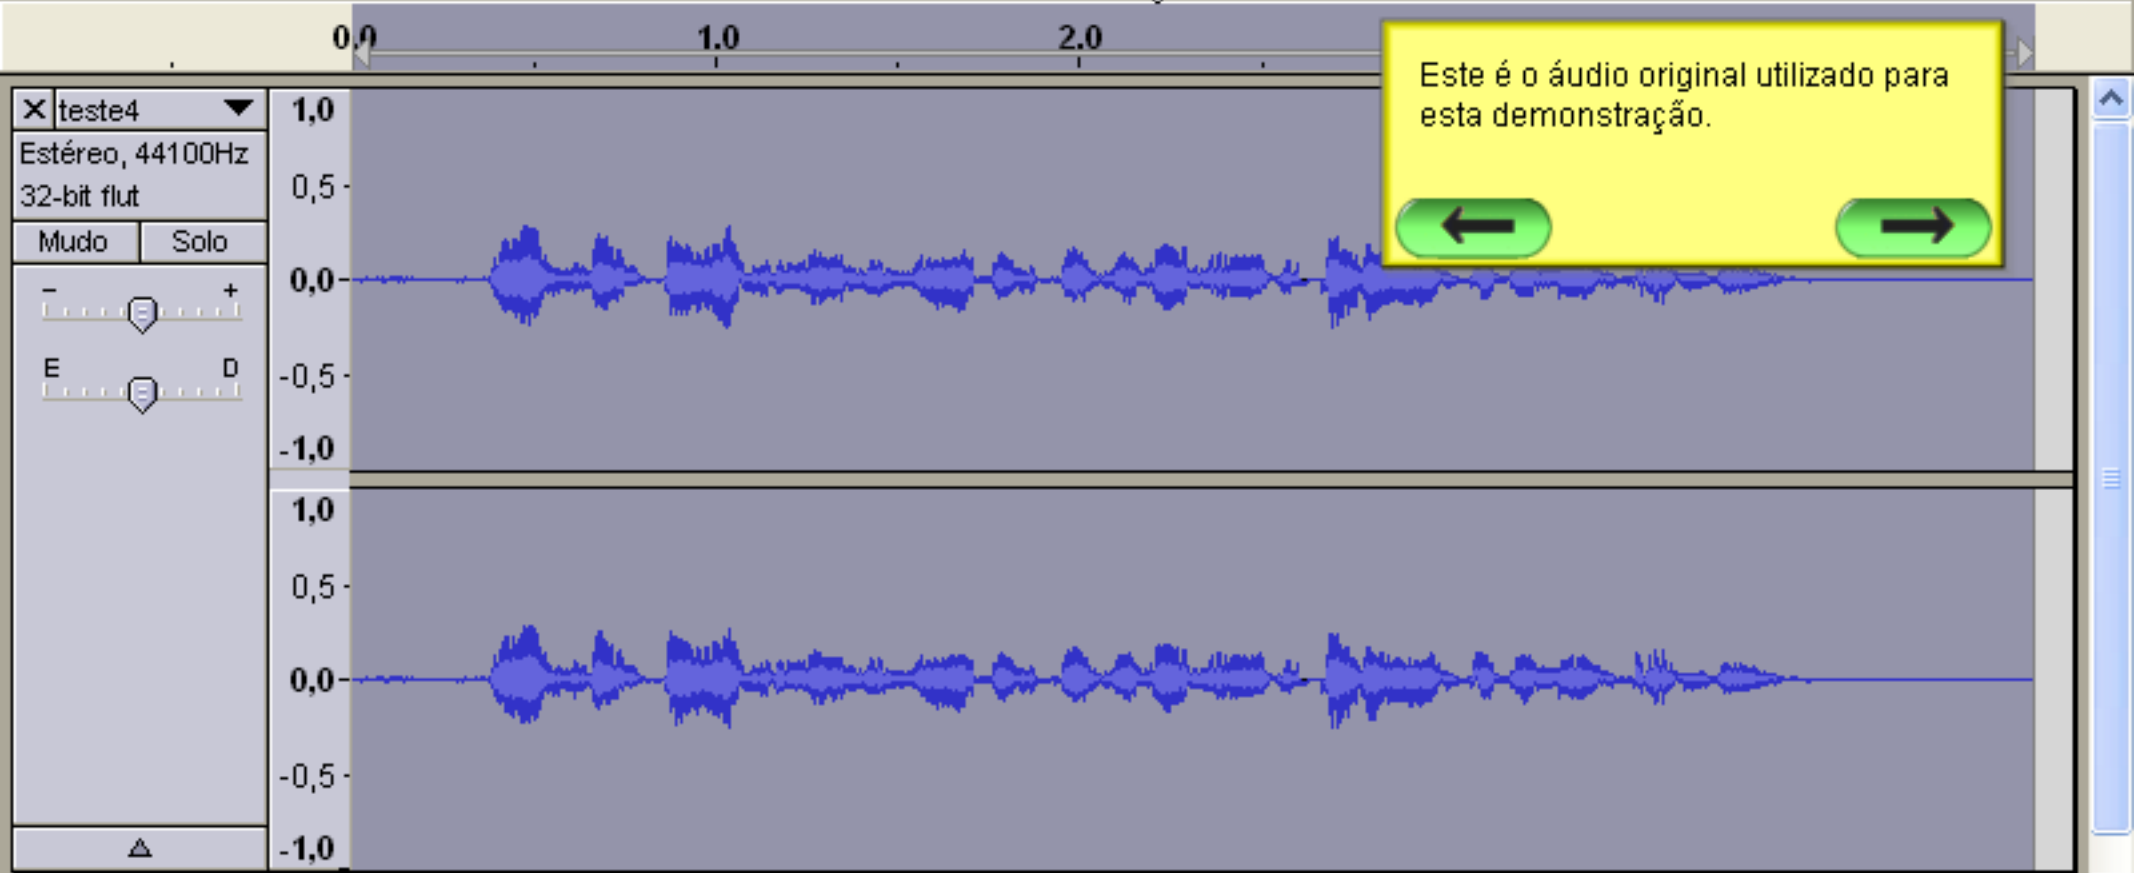 0.0 1.0 2.0
Este é o áudio original utilizado para
esta demonstração.
teste4
Estéreo, 44100Hz
32-bit flut
Mudo Solo
- +
E D
1,0
0,5
0,0
-0,5
-1,0
1,0
0,5
0,0
-0,5
-1,0